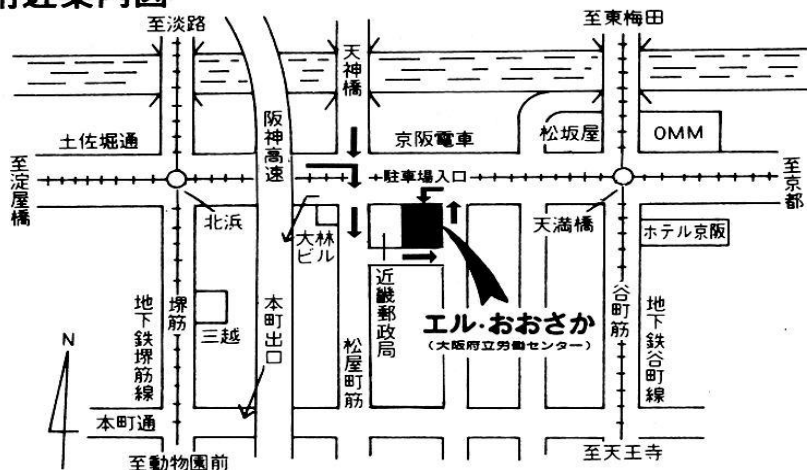 附近案内図
至淡路
至東梅田
天神橋
阪神高速
土佐堀通
京阪電車
松坂屋
OMM
至淀屋橋
駐車場入口
至京都
北浜
大林
ビル
天満橋
ホテル京阪
近畿郵政局
地下鉄堺筋線
堺筋
三越
本町出口
松屋町筋
エル・おおさか
(大阪府立労働センター)
谷町筋
地下鉄谷町線
N
本町通
至動物園前
至天王寺